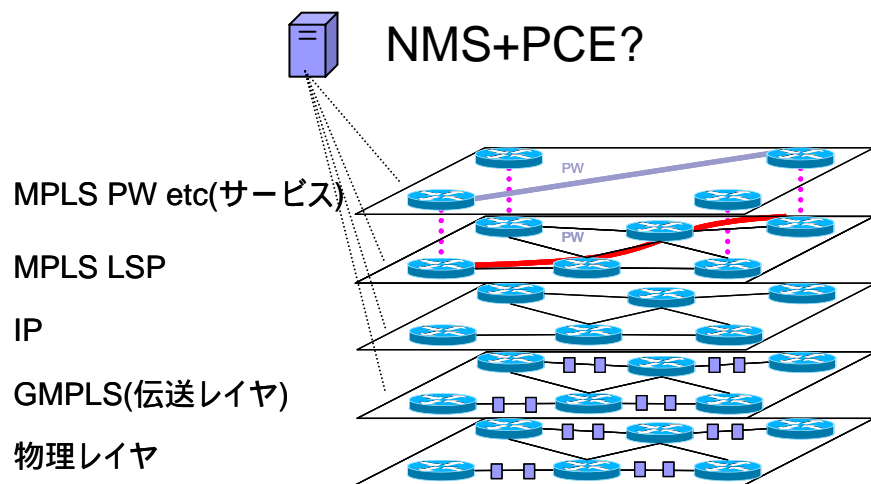 NMS+PCE?
PW
MPLS PW etc(サービス)
PW
MPLS LSP
IP
GMPLS(伝送レイヤ)
物理レイヤ